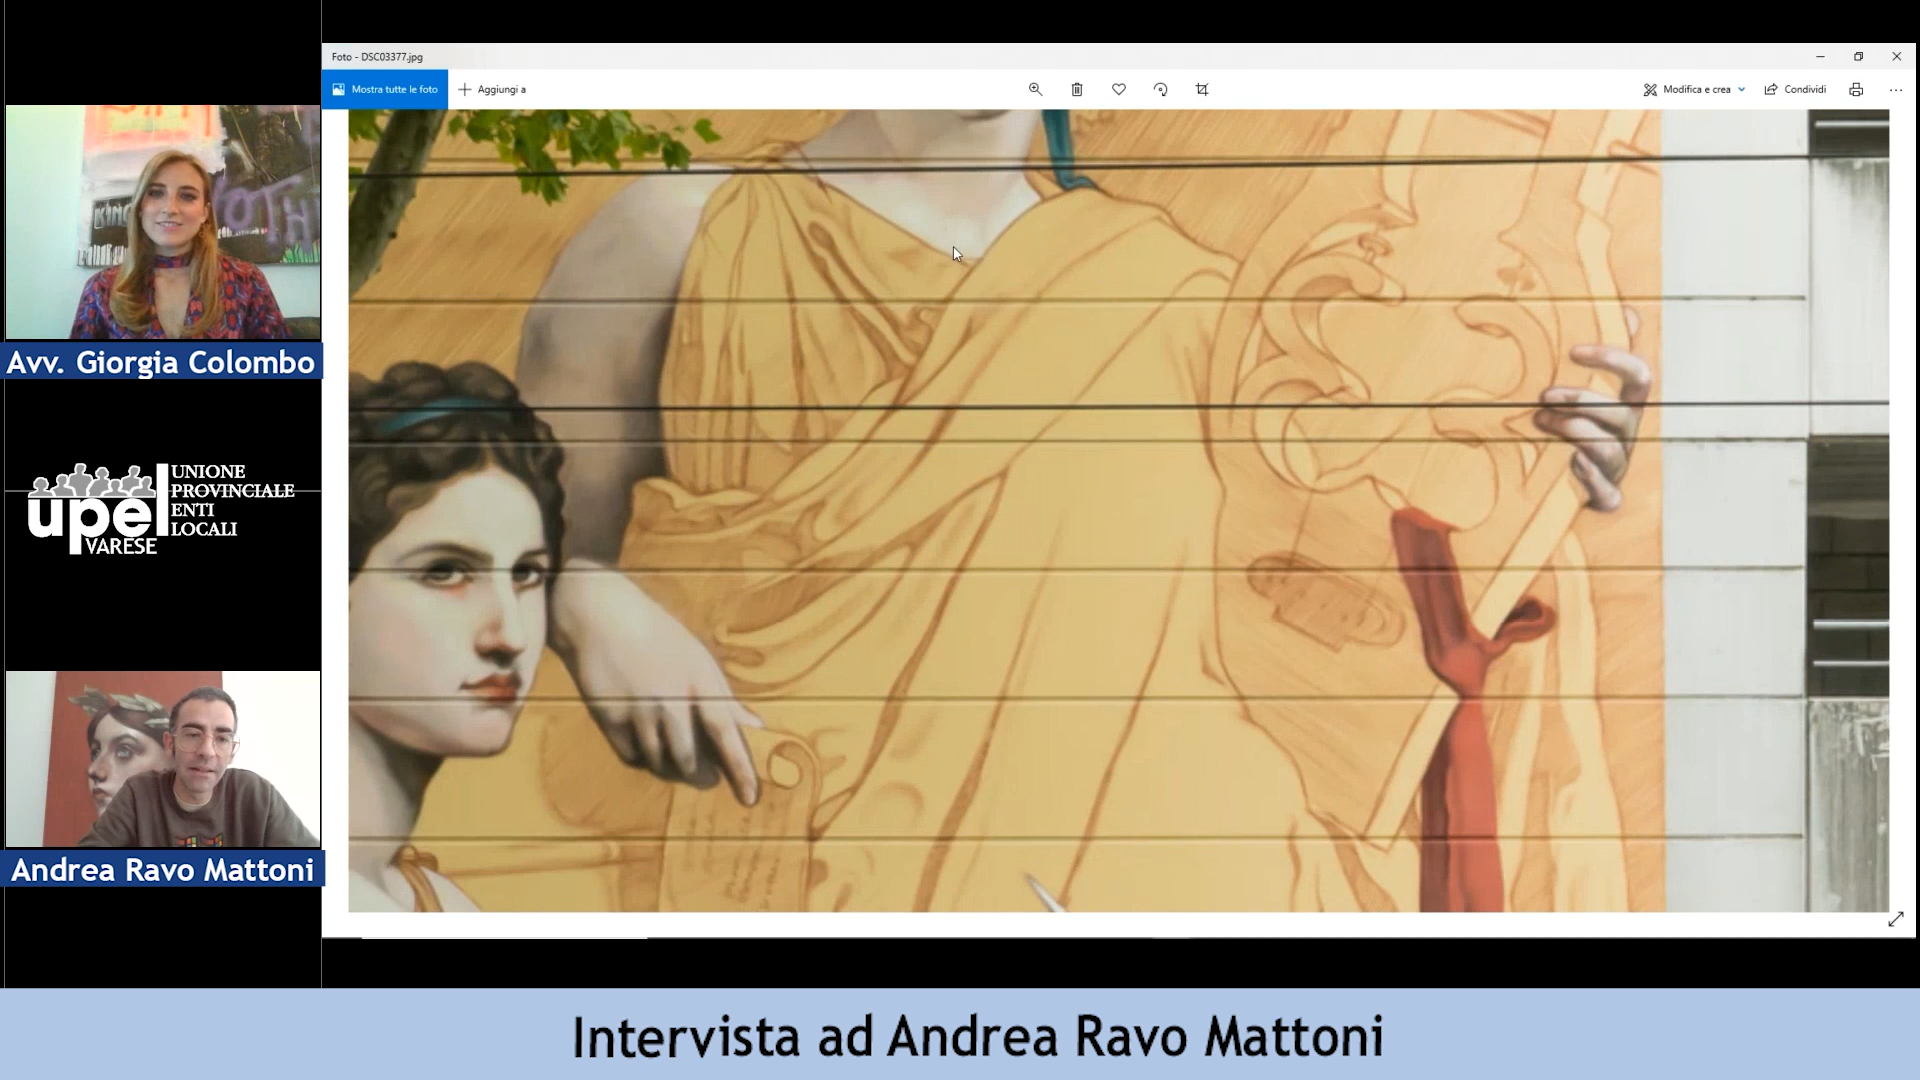 Foto - DSC03377.jpg
Mostra tutte le foto
Aggiungi a
Modifica e crea
Condividi
Avv. Giorgia Colombo
upel
UNIONE
PROVINCIALE
ENTI
LOCALI
VARESE
Andrea Ravo Mattoni
Intervista ad Andrea Ravo Mattoni